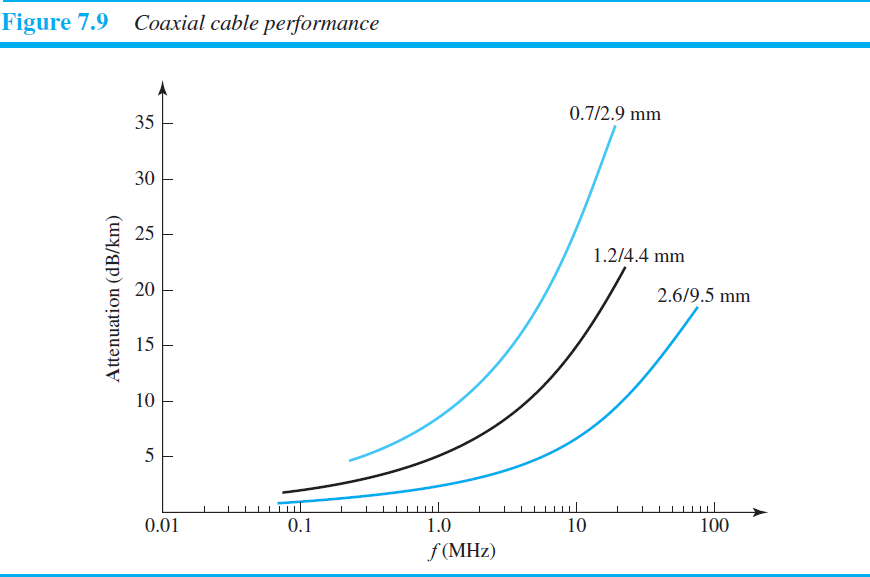 Figure 7.9 Coaxial cable performance
35
30
25
20
15
10
5
Attenuation (dB/km)
0.7/2.9 mm
1.2/4.4 mm
2.6/9.5 mm
0.01 0.1 1.0 10 100
f (MHz)